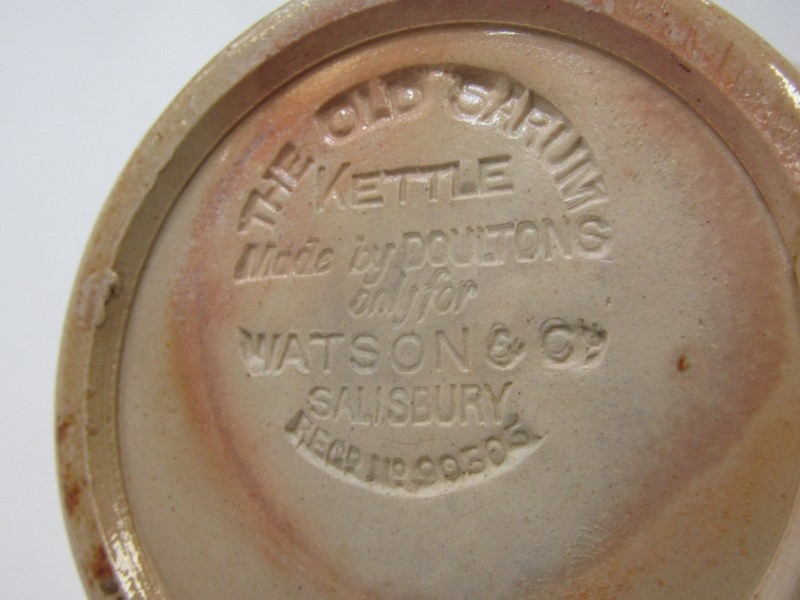 THE OLD SARUM
KETTLE
Made by DOULTONS
only for
WATSON & Co
SALISBURY
REGD. No. 99505